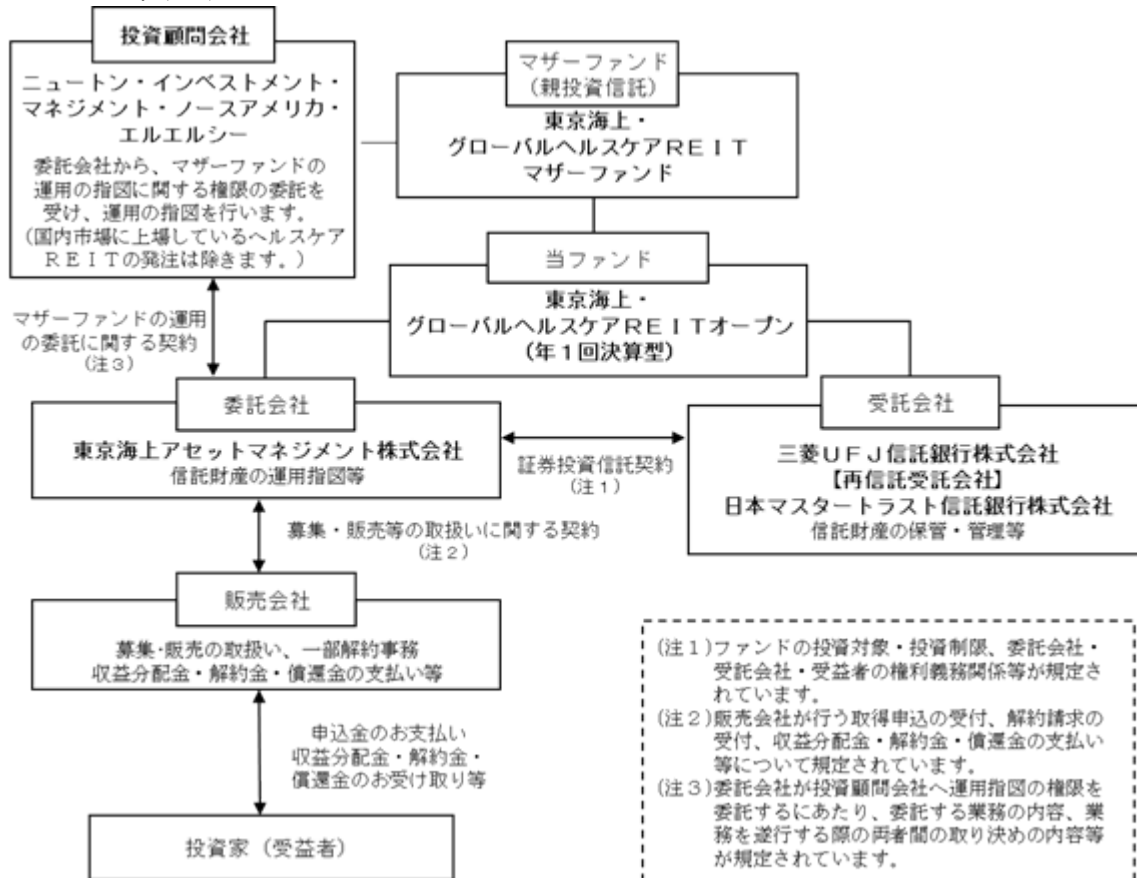 投資顧問会社
ニュートン・インベストメント・
マネジメント・ノースアメリカ・
エルエルシー
委託会社から、マザーファンドの
運用の指図に関する権限の委託を
受け、運用の指図を行います。
(国内市場に上場しているヘルスケア
REITの発注は除きます。)
マザーファンド
(親投資信託)
東京海上・
グローバルヘルスケアREIT
マザーファンド
当ファンド
東京海上・
グローバルヘルスケアREITオープン
(年1回決算型)
マザーファンドの運用
の委託に関する契約
(注3)
委託会社
東京海上アセットマネジメント株式会社
信託財産の運用指図等
証券投資信託契約
(注1)
受託会社
三菱UFJ信託銀行株式会社
【再信託受託会社】
日本マスタートラスト信託銀行株式会社
信託財産の保管・管理等
募集・販売等の取扱いに関する契約
(注2)
販売会社
募集・販売の取扱い、一部解約事務
収益分配金・解約金・償還金の支払い等
申込金のお支払い
収益分配金・解約金・
償還金のお受け取り等
投資家(受益者)
(注1)ファンドの投資対象・投資制限、委託会社・
受託会社・受益者の権利義務関係等が規定さ
れています。
(注2)販売会社が行う取得申込の受付、解約請求の
受付、収益分配金・解約金・償還金の支払い
等について規定されています。
(注3)委託会社が投資顧問会社へ運用指図の権限を
委託するにあたり、委託する業務の内容、業
務を遂行する際の両者間の取り決めの内容等
が規定されています。